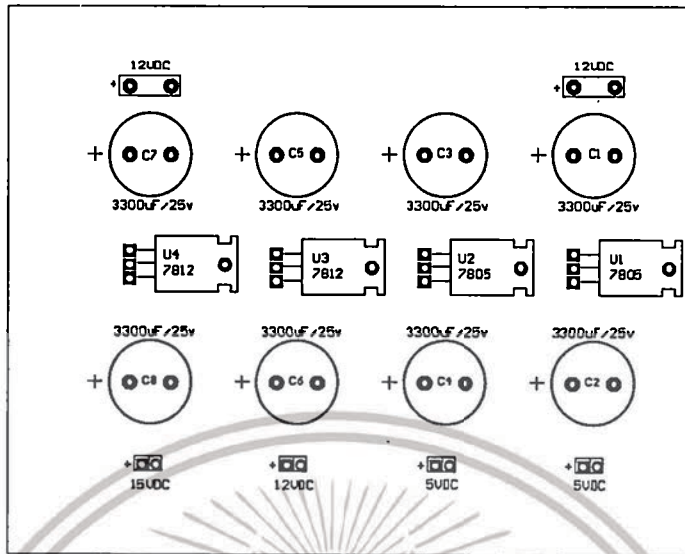 12VDC 12VDC
+ +
+ C7 + C5 + C3 + C1
3300uF/25v 3300uF/25v 3300uF/25v 3300uF/25v
U4 U3 U2 U1
7812 7812 7805 7805
3300uF/25v 3300uF/25v 3300uF/25v 3300uF/25v
+ C8 + C6 + C4 + C2
+ + + +
15VDC 12VDC 5VDC 5VDC